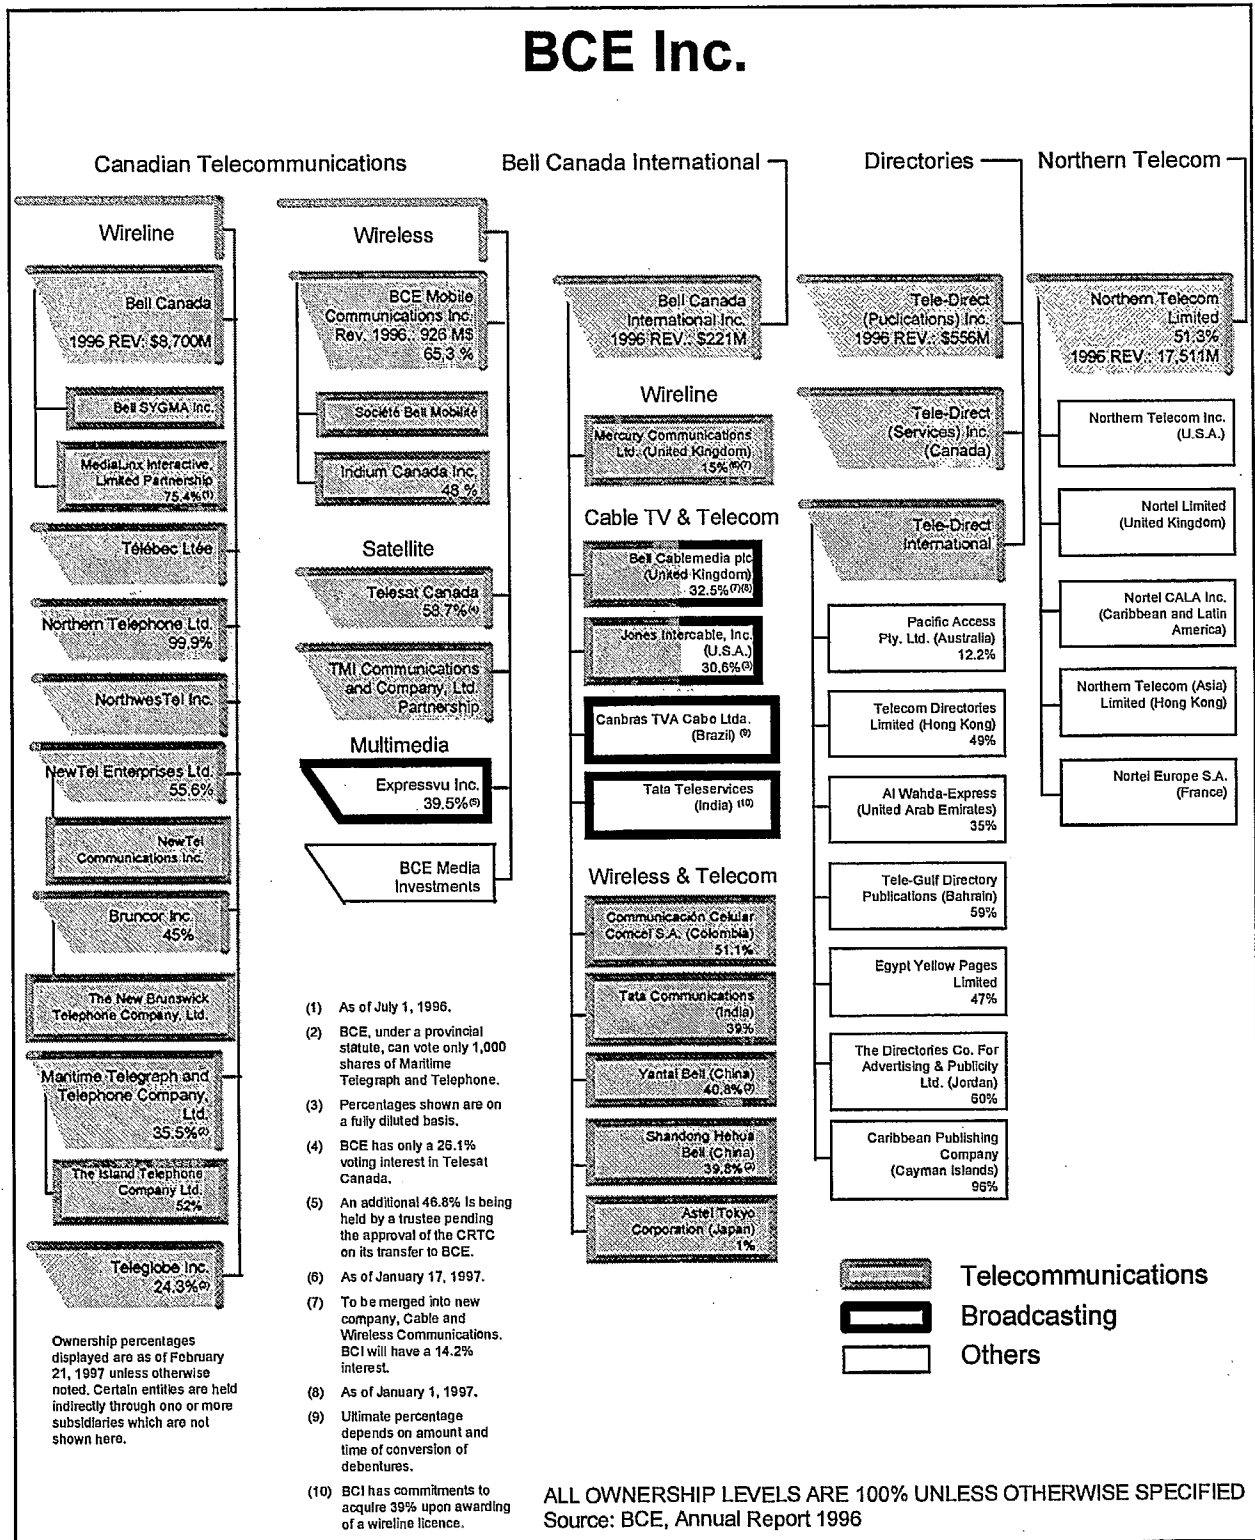 BCE Inc.
Canadian Telecommunications
Wireline
Bell Canada
1996 REV: $8,700M
Bell SYGMA Inc.
MediaLinx Interactive,
Limited Partnership
75.4%(1)
Télébec Ltée
Northern Telephone Ltd.
99.9%
NorthwesTel Inc.
NewTel Enterprises Ltd.
55.6%
NewTel
Communications Inc.
Bruncor Inc.
45%
The New Brunswick
Telephone Company, Ltd.
Maritime Telegraph and
Telephone Company,
Ltd.
35.5%(2)
The Island Telephone
Company Ltd.
52%
Teleglobe Inc.
24.3%(3)
Ownership percentages
displayed are as of February
21, 1997 unless otherwise
noted. Certain entities are held
indirectly through one or more
subsidiaries which are not
shown here.
Wireless
BCE Mobile
Communications Inc.
Rev. 1996.: 926 M$
65,3 %
Société Bell Mobilité
Indium Canada Inc.
48 %
Satellite
Telesat Canada
58.7%(4)
TMI Communications
and Company, Ltd.
Partnership
Multimedia
Expressvu Inc.
39.5%(5)
BCE Media
Investments
(1) As of July 1, 1996.
(2) BCE, under a provincial
statute, can vote only 1,000
shares of Maritime
Telegraph and Telephone.
(3) Percentages shown are on
a fully diluted basis.
(4) BCE has only a 26.1%
voting interest in Telesat
Canada.
(5) An additional 46.8% is being
held by a trustee pending
the approval of the CRTC
on its transfer to BCE.
(6) As of January 17, 1997.
(7) To be merged into new
company, Cable and
Wireless Communications.
BCI will have a 14.2%
interest.
(8) As of January 1, 1997.
(9) Ultimate percentage
depends on amount and
time of conversion of
debentures.
(10) BCI has commitments to
acquire 39% upon awarding
of a wireline licence.
Bell Canada International
Bell Canada
International Inc.
1996 REV.: $221M
Wireline
Mercury Communications
Ltd. (United Kingdom)
15%(6)(7)
Cable TV & Telecom
Bell Cablemedia plc
(United Kingdom)
32.5%(7)(8)
Jones Intercable, Inc.
(U.S.A.)
30.6%(3)
Canbras TVA Cabo Ltda.
(Brazil) (9)
Tata Teleservices
(India) (10)
Wireless & Telecom
Communicación Celular
Comcel S.A. (Colombia)
51.1%
Tata Communications
(India)
39%
Yantai Bell (China)
40.8%
Shandong Hehua
Bell (China)
39.8%
Astel Tokyo
Corporation (Japan)
1%
Directories
Tele-Direct
(Puclications) Inc.
1996 REV.: $556M
Tele-Direct
(Services) Inc.
(Canada)
Tele-Direct
International
Pacific Access
Pty. Ltd. (Australia)
12.2%
Telecom Directories
Limited (Hong Kong)
49%
Al Wahda-Express
(United Arab Emirates)
35%
Tele-Gulf Directory
Publications (Bahrain)
59%
Egypt Yellow Pages
Limited
47%
The Directories Co. For
Advertising & Publicity
Ltd. (Jordan)
60%
Caribbean Publishing
Company
(Cayman Islands)
96%
Northern Telecom
Northern Telecom
Limited
51.3%
1996 REV.: 17,511M
Northern Telecom Inc.
(U.S.A.)
Nortel Limited
(United Kingdom)
Nortel CALA Inc.
(Caribbean and Latin
America)
Northern Telecom (Asia)
Limited (Hong Kong)
Nortel Europe S.A.
(France)
Telecommunications
Broadcasting
Others
ALL OWNERSHIP LEVELS ARE 100% UNLESS OTHERWISE SPECIFIED
Source: BCE, Annual Report 1996